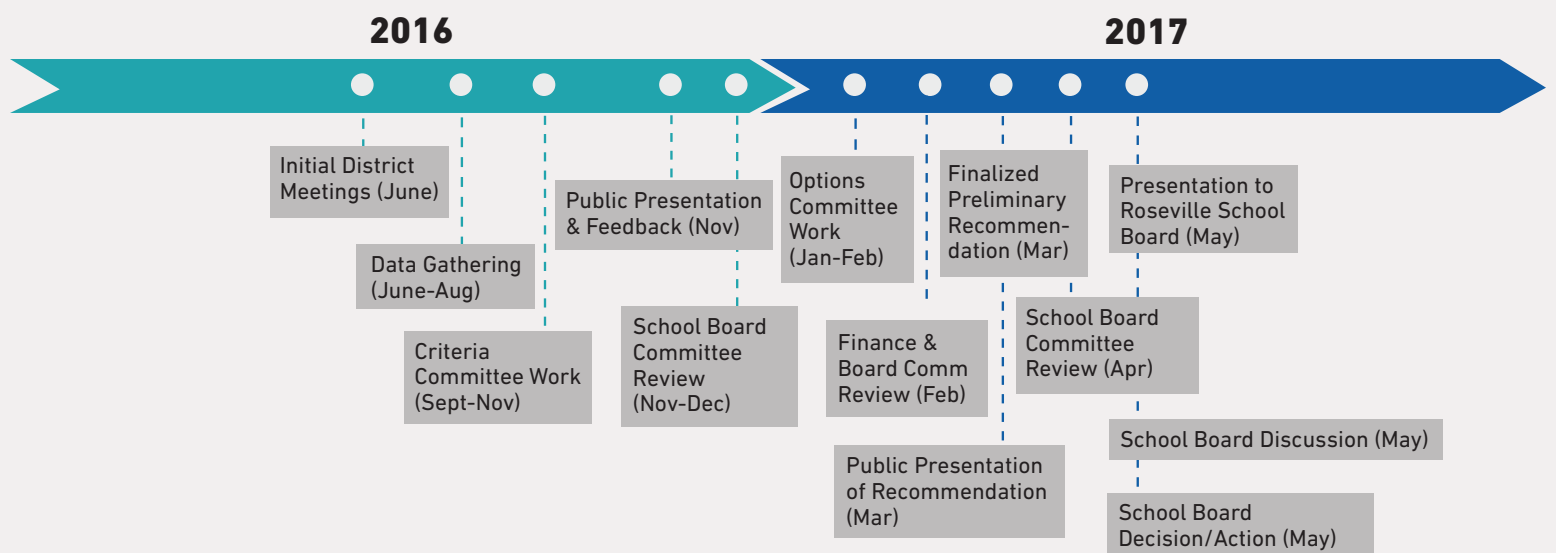 2016
2017
Initial District
Meetings (June)
Data Gathering
(June-Aug)
Criteria
Committee Work
(Sept-Nov)
Public Presentation
& Feedback (Nov)
School Board
Committee
Review
(Nov-Dec)
Options
Committee
Work
(Jan-Feb)
Finance &
Board Comm
Review (Feb)
Finalized
Preliminary
Recommen-
dation (Mar)
Public Presentation
of Recommendation
(Mar)
School Board
Committee
Review (Apr)
Presentation to
Roseville School
Board (May)
School Board Discussion (May)
School Board
Decision/Action (May)